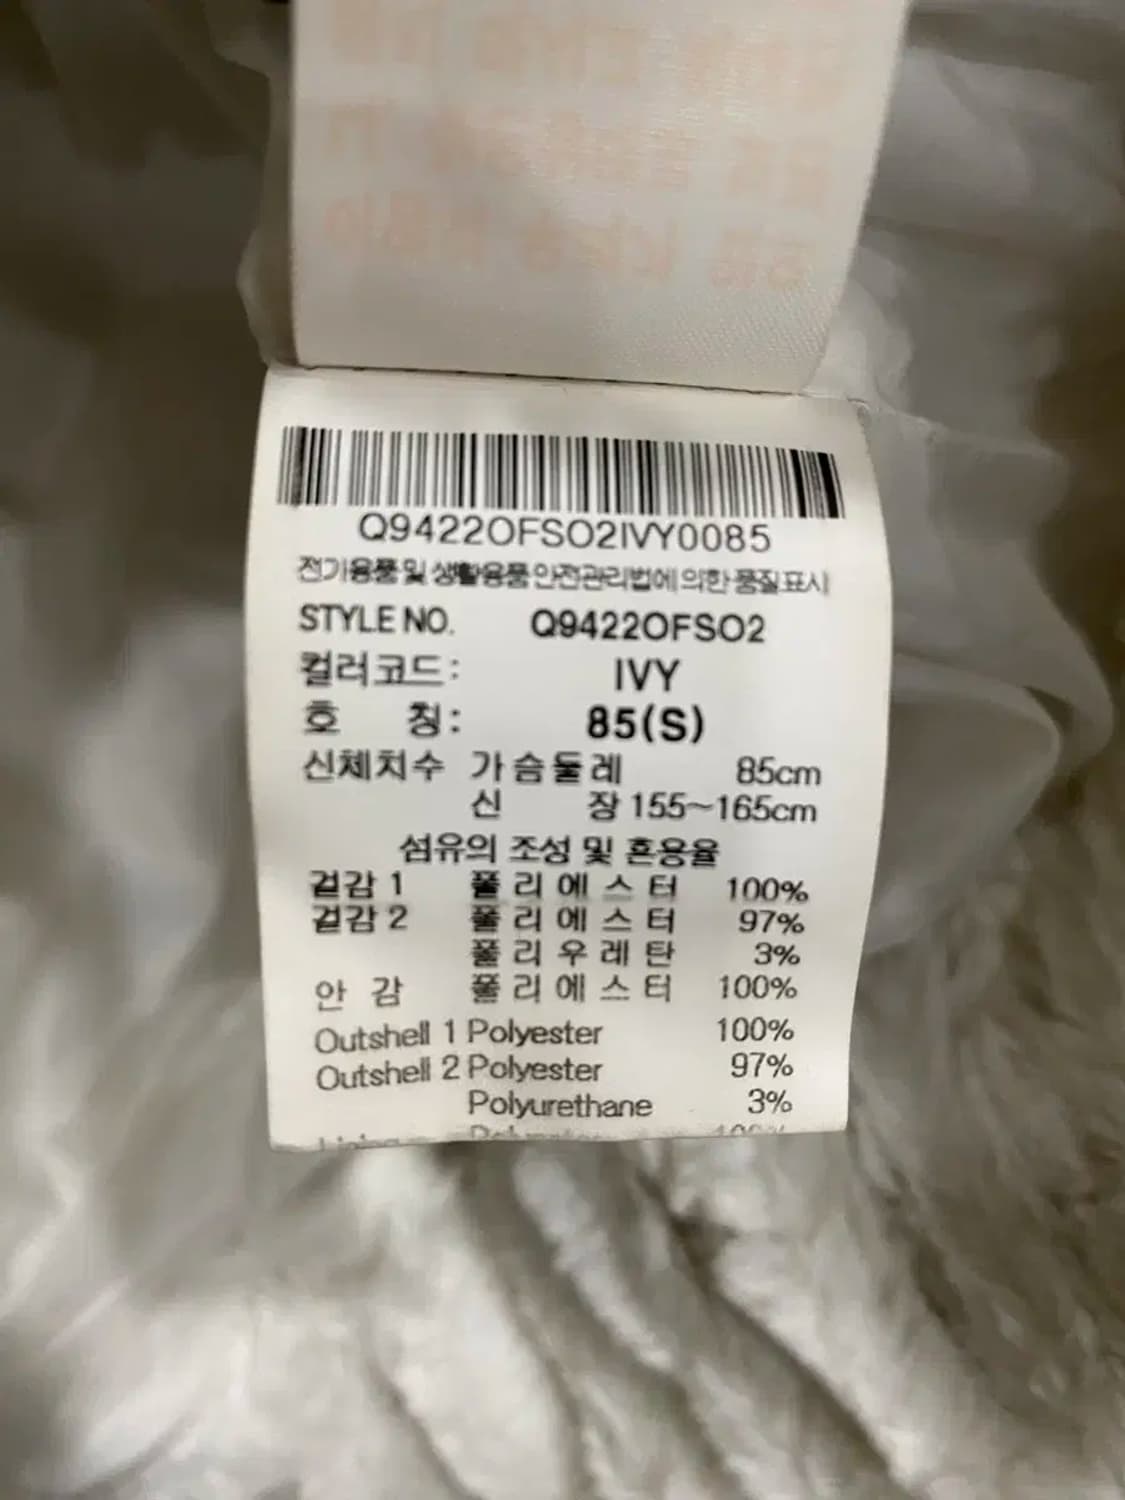 Q9422OFSO2IVY0085
전기용품 및 생활용품 안전관리법에 의한 품질표시
STYLE NO. Q9422OFSO2
컬러코드: IVY
호 칭: 85(S)
신체치수 가슴둘레 85cm
신 장 155~165cm
섬유의 조성 및 혼용율
겉감 1 폴리에스터 100%
겉감 2 폴리에스터 97%
폴리우레탄 3%
안 감 폴리에스터 100%
Outshell 1 Polyester 100%
Outshell 2 Polyester 97%
Polyurethane 3%